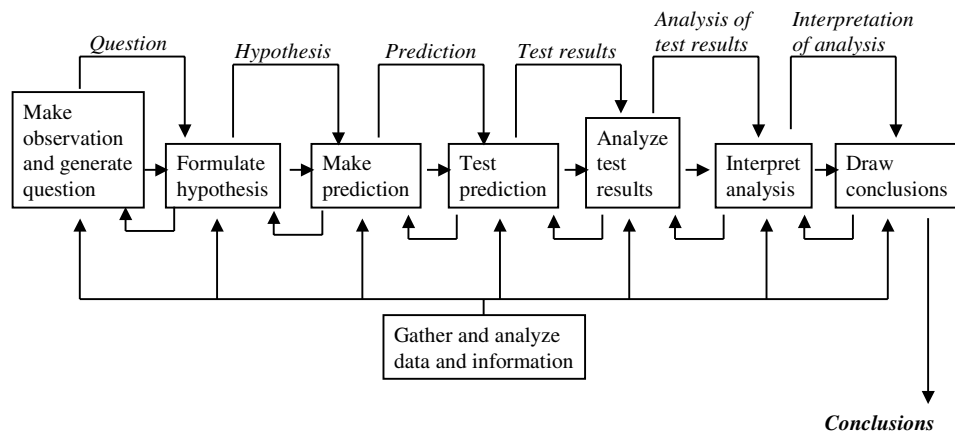 Question
Hypothesis
Prediction
Test results
Analysis of
test results
Interpretation
of analysis
Make
observation
and generate
question
Formulate
hypothesis
Make
prediction
Test
prediction
Analyze
test
results
Interpret
analysis
Draw
conclusions
Gather and analyze
data and information
Conclusions